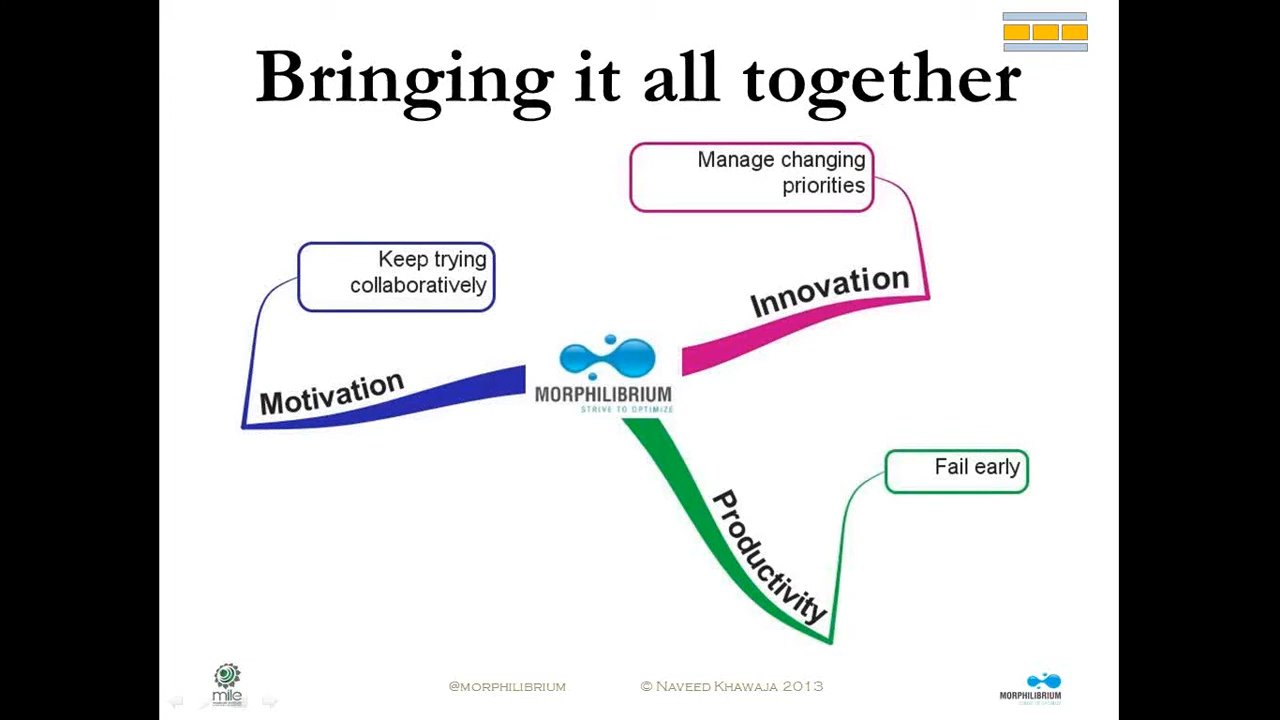 Bringing it all together
Manage changing
priorities
Keep trying
collaboratively
Innovation
Motivation
MORPHILIBRIUM
STRIVE TO OPTIMIZE
Fail early
Productivity
mile
@MORPHILIBRIUM
© NAVEED KHAWAJA 2013
MORPHILIBRIUM